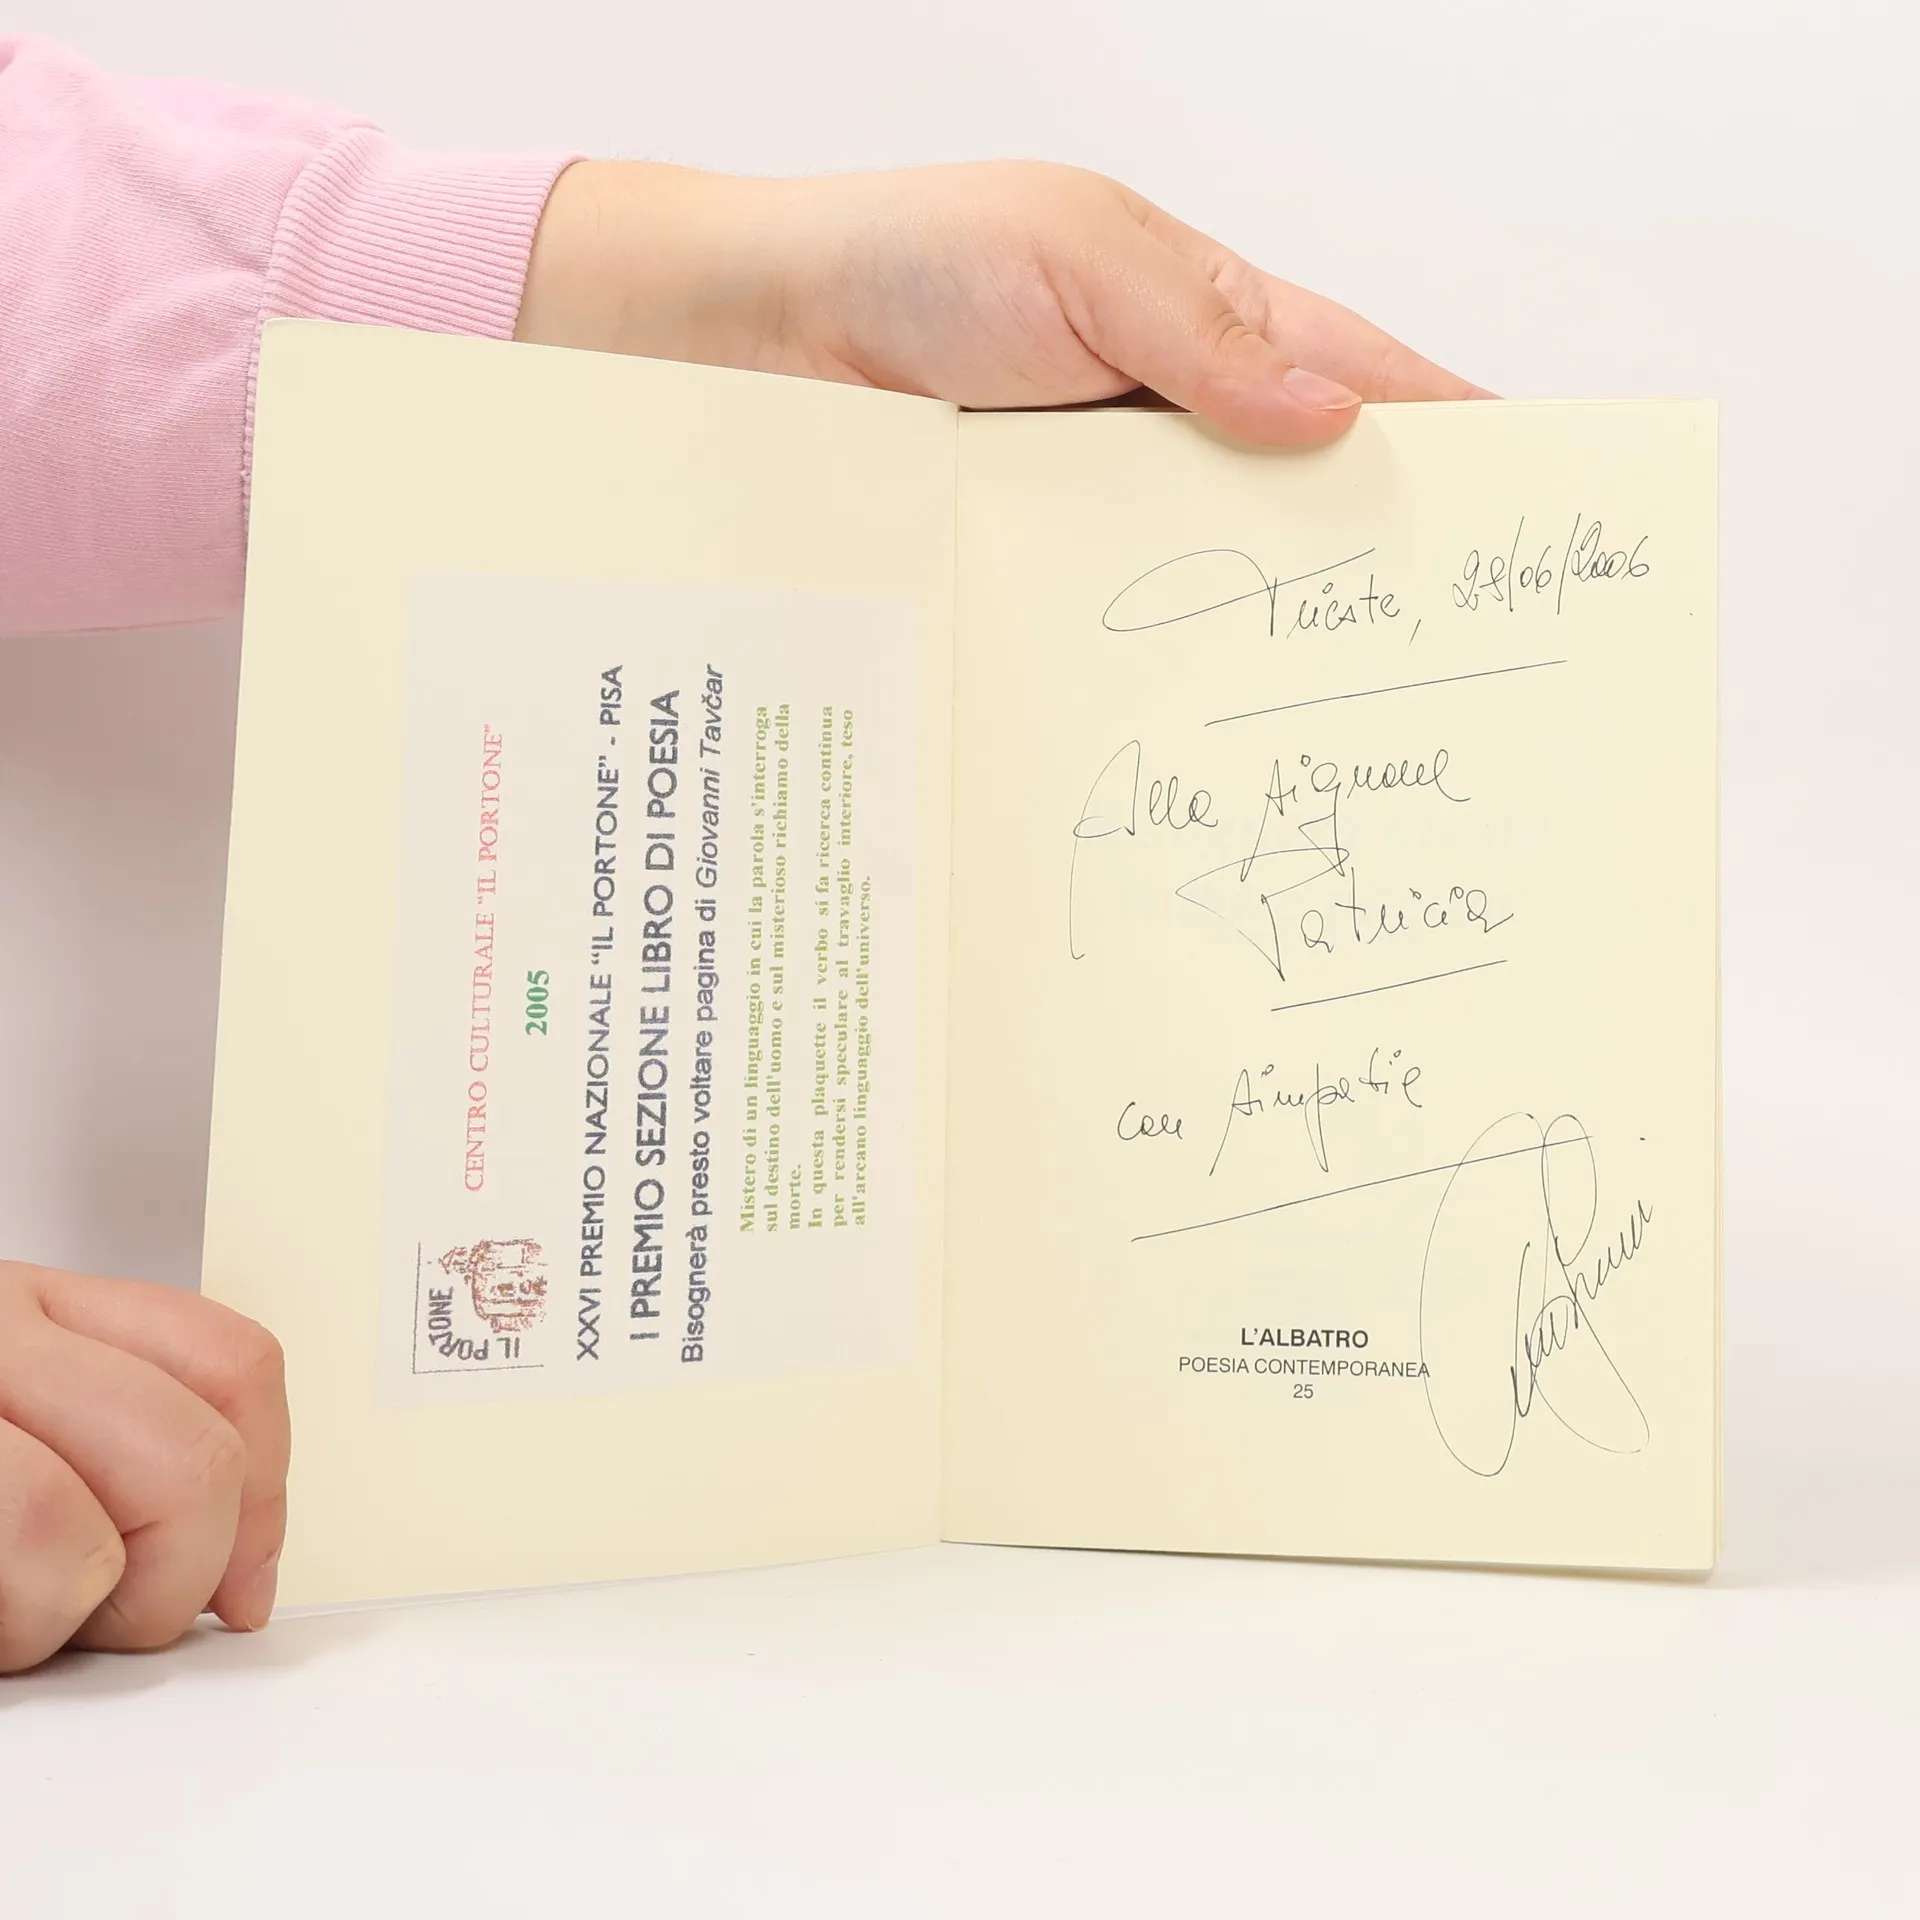 IL PORTONE
CENTRO CULTURALE "IL PORTONE"
2005
XXVI PREMIO NAZIONALE "IL PORTONE" - PISA
I PREMIO SEZIONE LIBRO DI POESIA
Bisognerà presto voltare pagina di Giovanni Tavčar
Mistero di un linguaggio in cui la parola s'interroga
sul destino dell'uomo e sul misterioso richiamo della
morte.
In questa plaquette il verbo si fa ricerca continua
per rendersi speculare al travaglio interiore, teso
all'arcano linguaggio dell'universo.
Trieste, 28/06/2006
Alla signora
Patricia
con simpatia
L'ALBATRO
POESIA CONTEMPORANEA
25